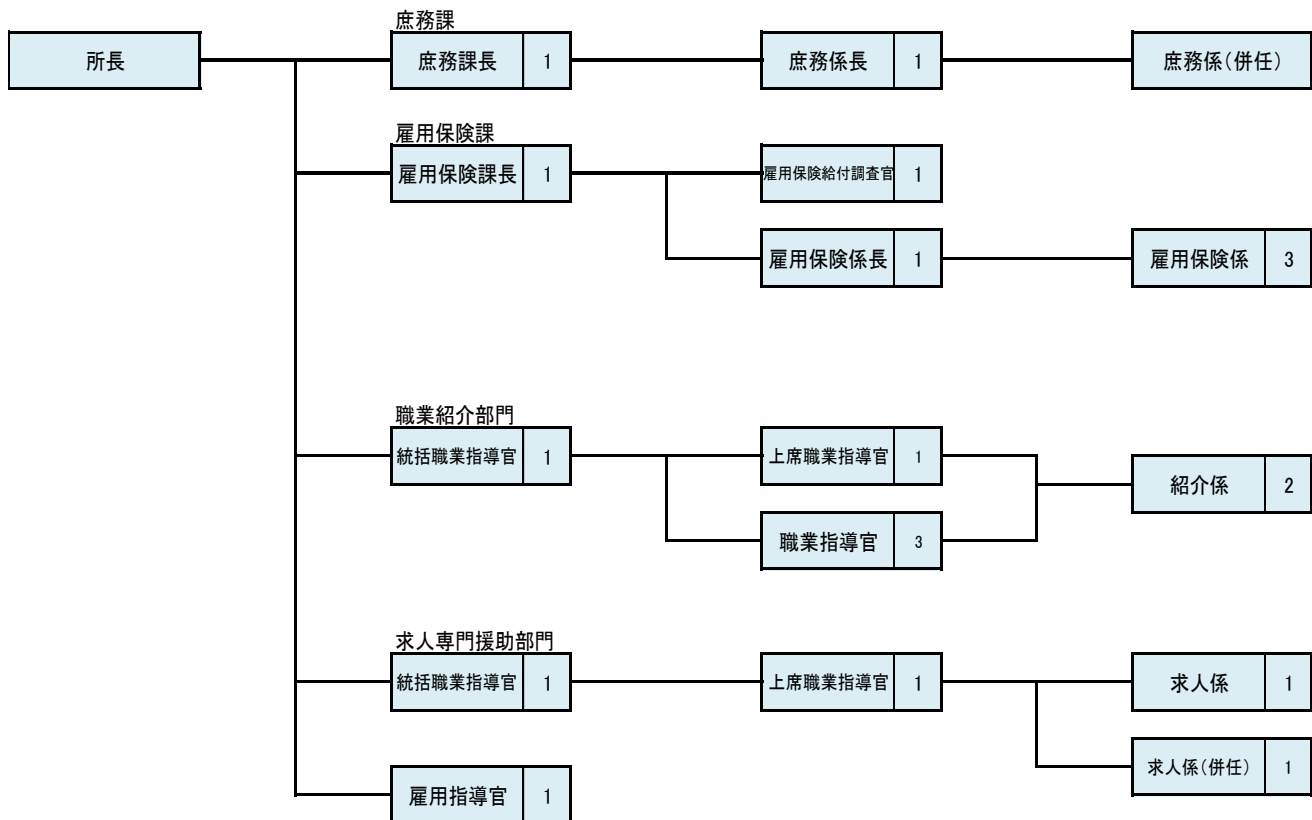 庶務課
所長
庶務課長 1
庶務係長 1
庶務係(併任)
雇用保険課
雇用保険課長 1
雇用保険給付調査官 1
雇用保険係長 1
雇用保険係 3
職業紹介部門
統括職業指導官 1
上席職業指導官 1
紹介係 2
職業指導官 3
求人専門援助部門
統括職業指導官 1
上席職業指導官 1
求人係 1
求人係(併任) 1
雇用指導官 1